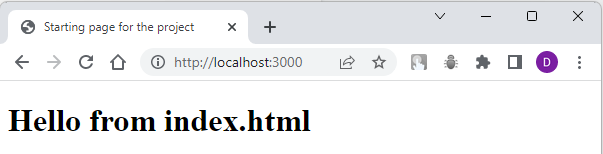 Starting page for the project
http://localhost:3000
D
Hello from index.html